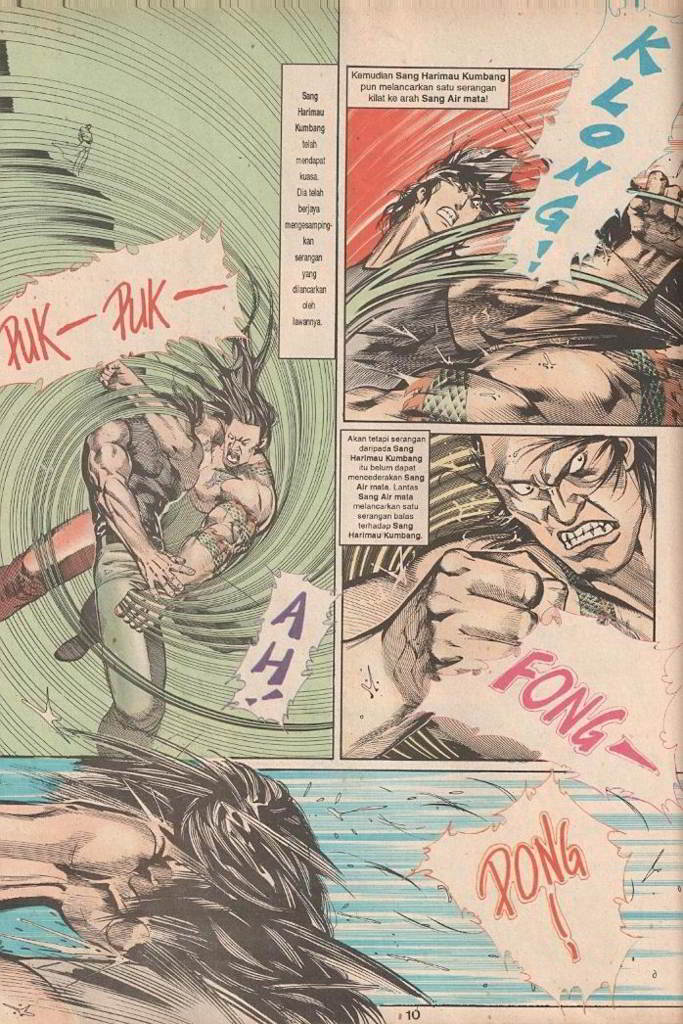 PUK— PUK—
Sang
Harimau
Kumbang
telah
mendapat
kuasa.
Dia telah
berjaya
mengesamping-
kan
serangan
yang
dilancarkan
oleh
lawannya.
AH!
Kemudian Sang Harimau Kumbang
pun melancarkan satu serangan
kilat ke arah Sang Air mata!
KLONG!
Akan tetapi serangan
daripada Sang
Harimau Kumbang
itu belum dapat
mencederakan Sang
Air mata. Lantas
Sang Air mata
melancarkan satu
serangan balas
terhadap Sang
Harimau Kumbang.
FONG—
PONG!
10